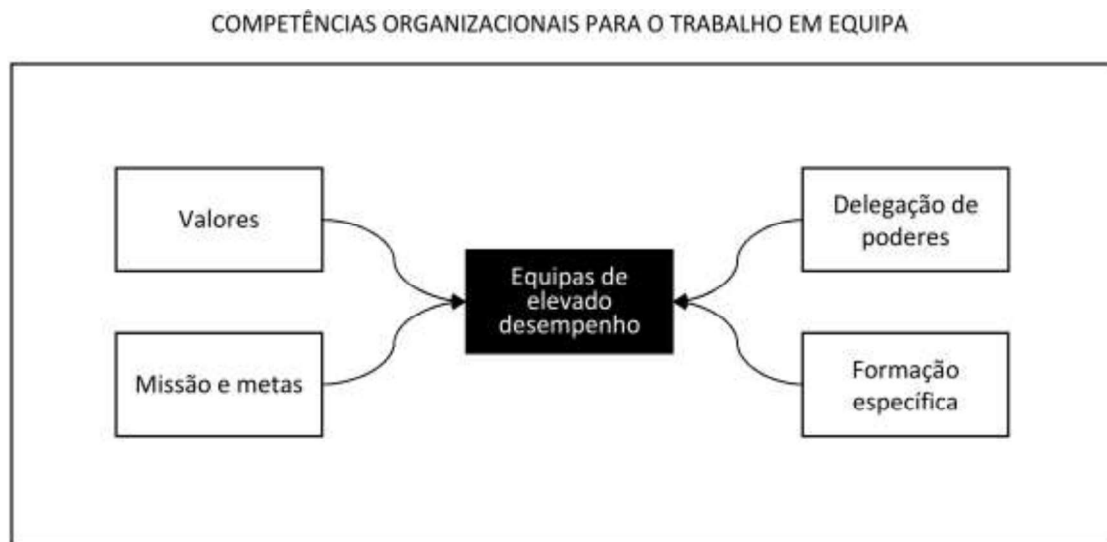 COMPETÊNCIAS ORGANIZACIONAIS PARA O TRABALHO EM EQUIPA
Valores
Missão e metas
Equipas de
elevado
desempenho
Delegação de
poderes
Formação
específica